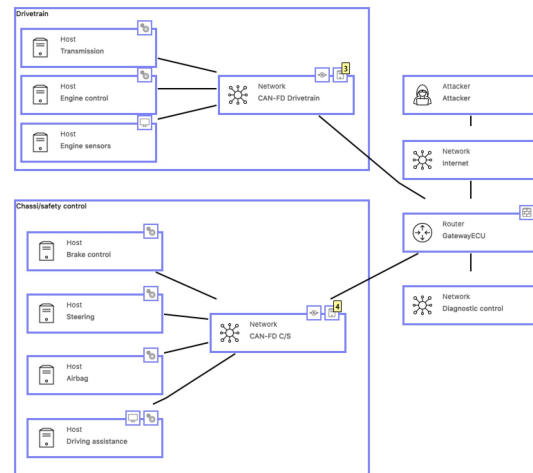 Drivetrain
Host
Transmission
Host
Engine control
Host
Engine sensors
3
Network
CAN-FD Drivetrain
Attacker
Attacker
Network
Internet
Router
GatewayECU
Network
Diagnostic control
Chassi/safety control
Host
Brake control
Host
Steering
Host
Airbag
Host
Driving assistance
4
Network
CAN-FD C/S